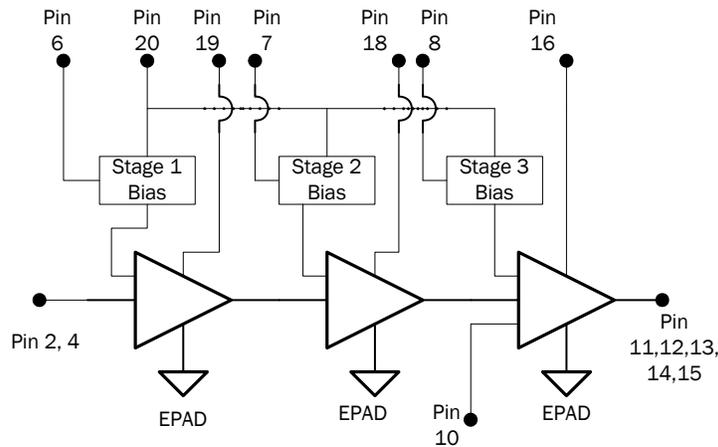 Pin
6
Pin
20
Pin
19
Pin
7
Pin
18
Pin
8
Pin
16
Stage 1
Bias
Stage 2
Bias
Stage 3
Bias
Pin 2, 4
Pin
11,12,13,
14,15
EPAD
EPAD
Pin
10
EPAD